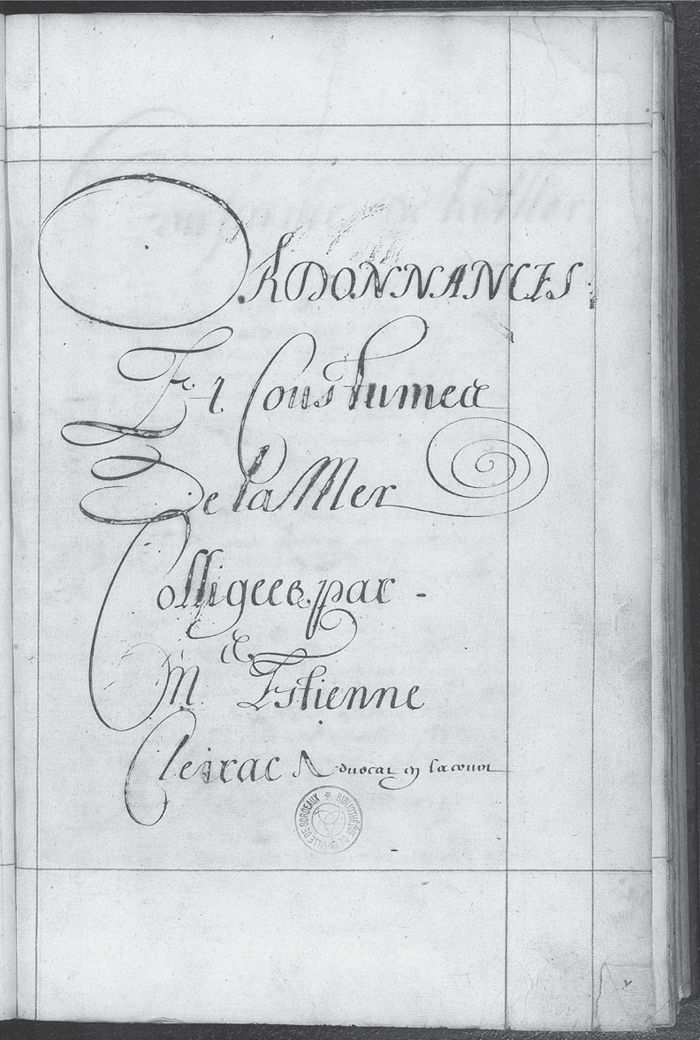 ORDONNANCES
Et Coustumes
De la Mer
Colligees par -
M.e Estienne
Cleirac Advocat en la cour
BIBLIOTHÈQUE DE LA VILLE DE BORDEAUX